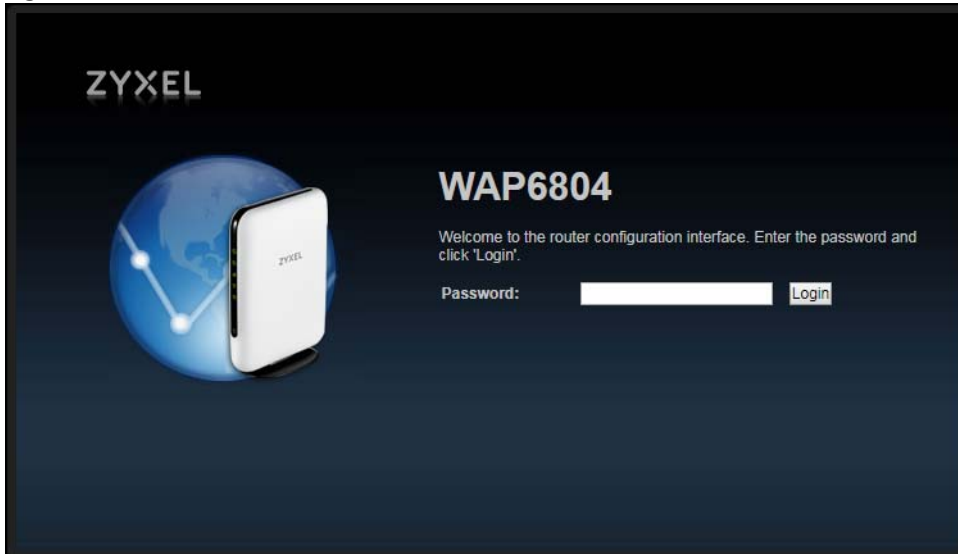 ZYXEL
ZYXEL
WAP6804
Welcome to the router configuration interface. Enter the password and
click 'Login'.
Password:
Login